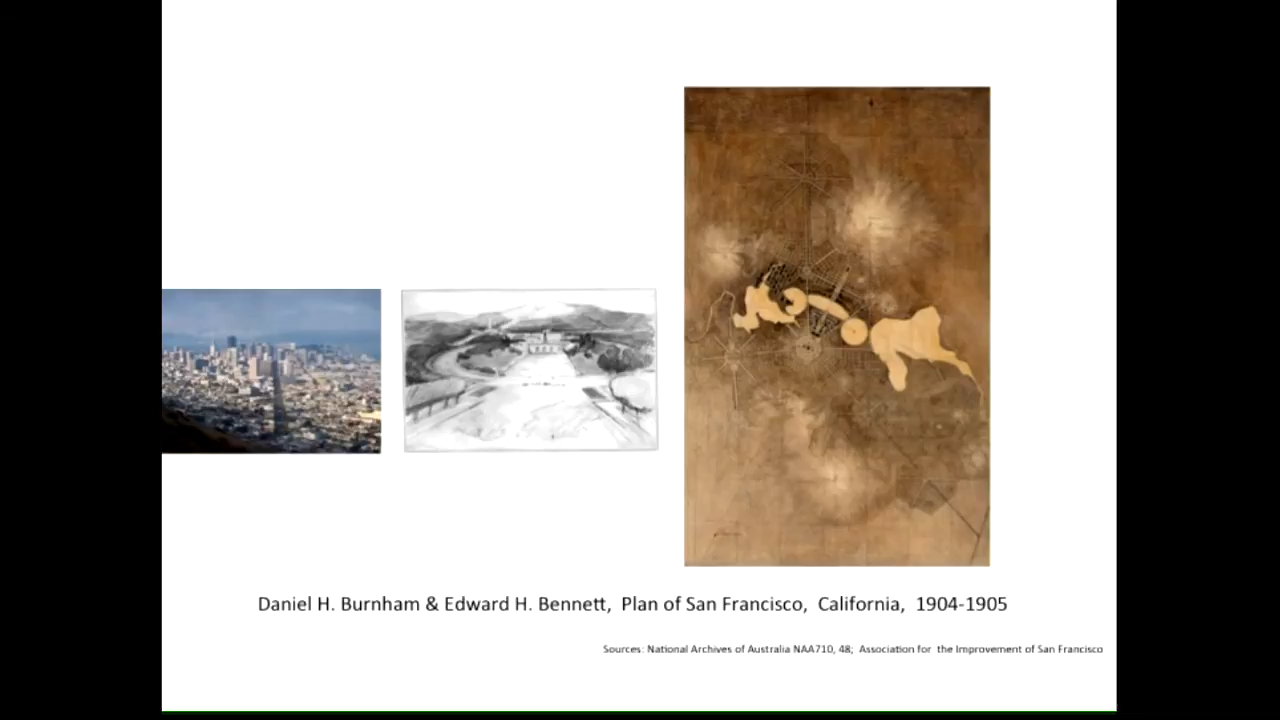 Daniel H. Burnham & Edward H. Bennett, Plan of San Francisco, California, 1904-1905
Sources: National Archives of Australia NAA710, 48; Association for the Improvement of San Francisco